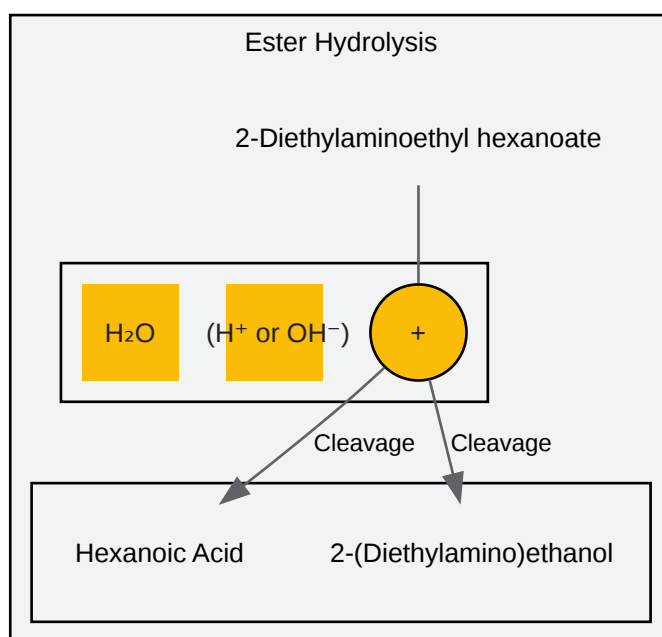 Ester Hydrolysis
2-Diethylaminoethyl hexanoate
H₂O
(H⁺ or OH⁻)
+
Cleavage
Cleavage
Hexanoic Acid
2-(Diethylamino)ethanol